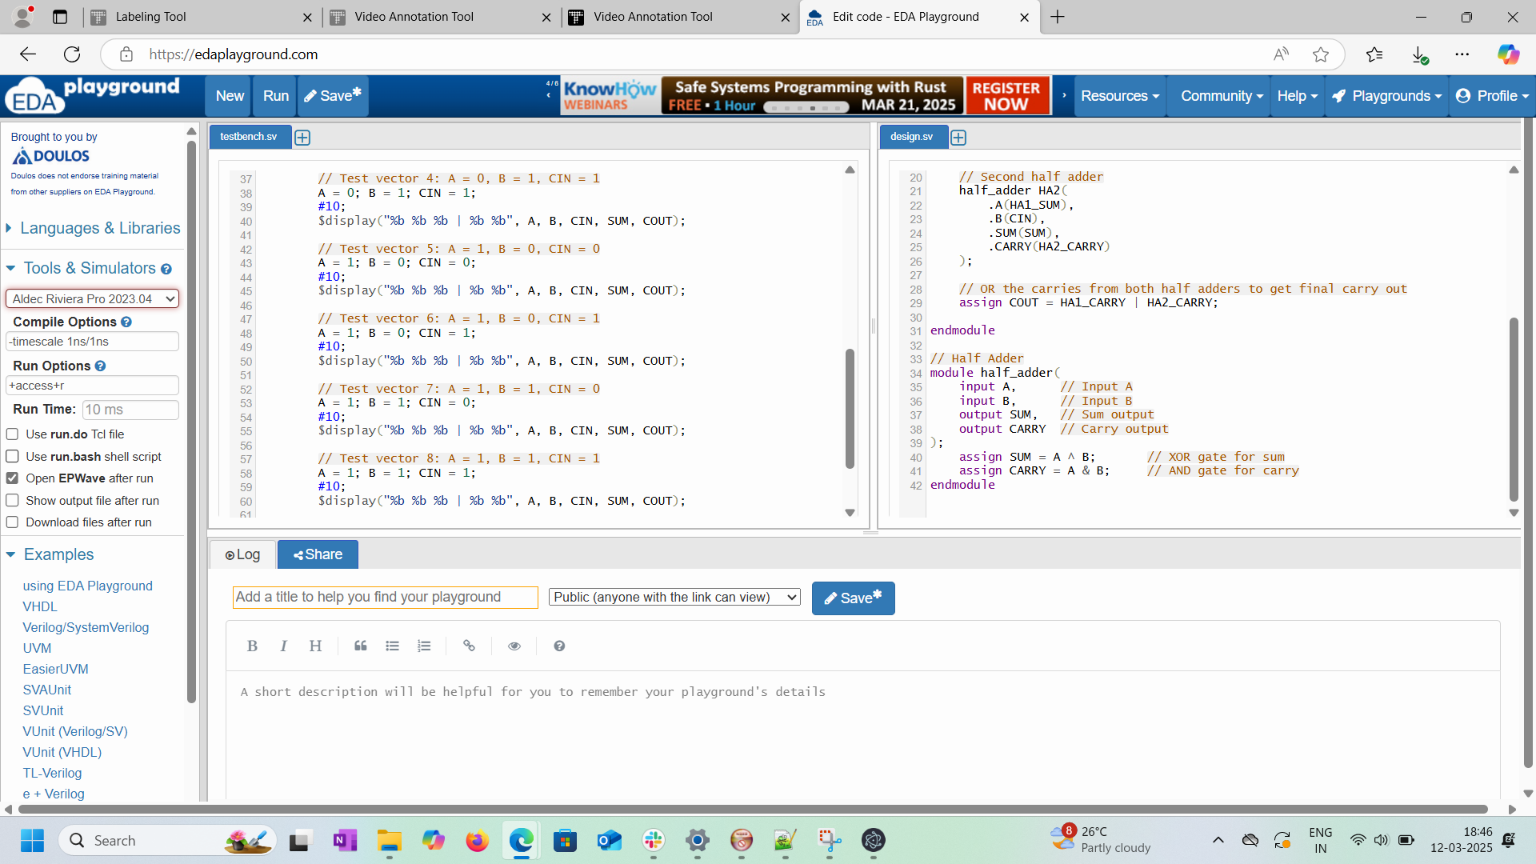 Labeling Tool
Video Annotation Tool
Video Annotation Tool
EDA
Edit code - EDA Playground
https://edaplayground.com
EDA playground
New
Run
Save*
4/6
KnowHow
WEBINARS
Safe Systems Programming with Rust
FREE • 1 Hour
MAR 21, 2025
REGISTER
NOW
Resources
Community
Help
Playgrounds
Profile
Brought to you by
DOULOS
Doulos does not endorse training material
from other suppliers on EDA Playground.
Languages & Libraries
Tools & Simulators
Aldec Riviera Pro 2023.04
Compile Options
-timescale 1ns/1ns
Run Options
+access+r
Run Time: 10 ms
Use run.do Tcl file
Use run.bash shell script
Open EPWave after run
Show output file after run
Download files after run
Examples
using EDA Playground
VHDL
Verilog/SystemVerilog
UVM
EasierUVM
SVAUnit
SVUnit
VUnit (Verilog/SV)
VUnit (VHDL)
TL-Verilog
e + Verilog
testbench.sv
37 // Test vector 4: A = 0, B = 1, CIN = 1
38 A = 0; B = 1; CIN = 1;
39 #10;
40 $display("%b %b %b | %b %b", A, B, CIN, SUM, COUT);
41
42 // Test vector 5: A = 1, B = 0, CIN = 0
43 A = 1; B = 0; CIN = 0;
44 #10;
45 $display("%b %b %b | %b %b", A, B, CIN, SUM, COUT);
46
47 // Test vector 6: A = 1, B = 0, CIN = 1
48 A = 1; B = 0; CIN = 1;
49 #10;
50 $display("%b %b %b | %b %b", A, B, CIN, SUM, COUT);
51
52 // Test vector 7: A = 1, B = 1, CIN = 0
53 A = 1; B = 1; CIN = 0;
54 #10;
55 $display("%b %b %b | %b %b", A, B, CIN, SUM, COUT);
56
57 // Test vector 8: A = 1, B = 1, CIN = 1
58 A = 1; B = 1; CIN = 1;
59 #10;
60 $display("%b %b %b | %b %b", A, B, CIN, SUM, COUT);
61
design.sv
20 // Second half adder
21 half_adder HA2(
22 .A(HA1_SUM),
23 .B(CIN),
24 .SUM(SUM),
25 .CARRY(HA2_CARRY)
26 );
27
28 // OR the carries from both half adders to get final carry out
29 assign COUT = HA1_CARRY | HA2_CARRY;
30
31 endmodule
32
33 // Half Adder
34 module half_adder(
35 input A, // Input A
36 input B, // Input B
37 output SUM, // Sum output
38 output CARRY // Carry output
39 );
40 assign SUM = A ^ B; // XOR gate for sum
41 assign CARRY = A & B; // AND gate for carry
42 endmodule
Log
Share
Add a title to help you find your playground
Public (anyone with the link can view)
Save*
B I H
A short description will be helpful for you to remember your playground's details
Search
8
26°C
Partly cloudy
ENG
IN
18:46
12-03-2025